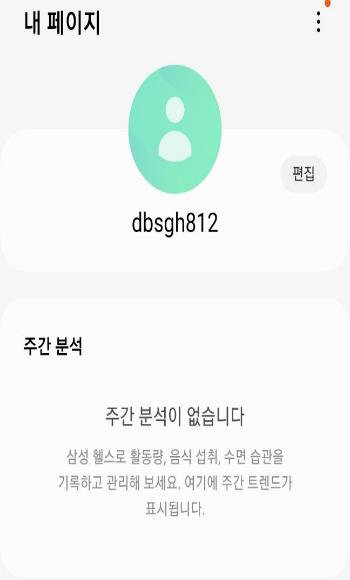 내 페이지
편집
dbsgh812
주간 분석
주간 분석이 없습니다
삼성 헬스로 활동량, 음식 섭취, 수면 습관을
기록하고 관리해 보세요. 여기에 주간 트렌드가
표시됩니다.